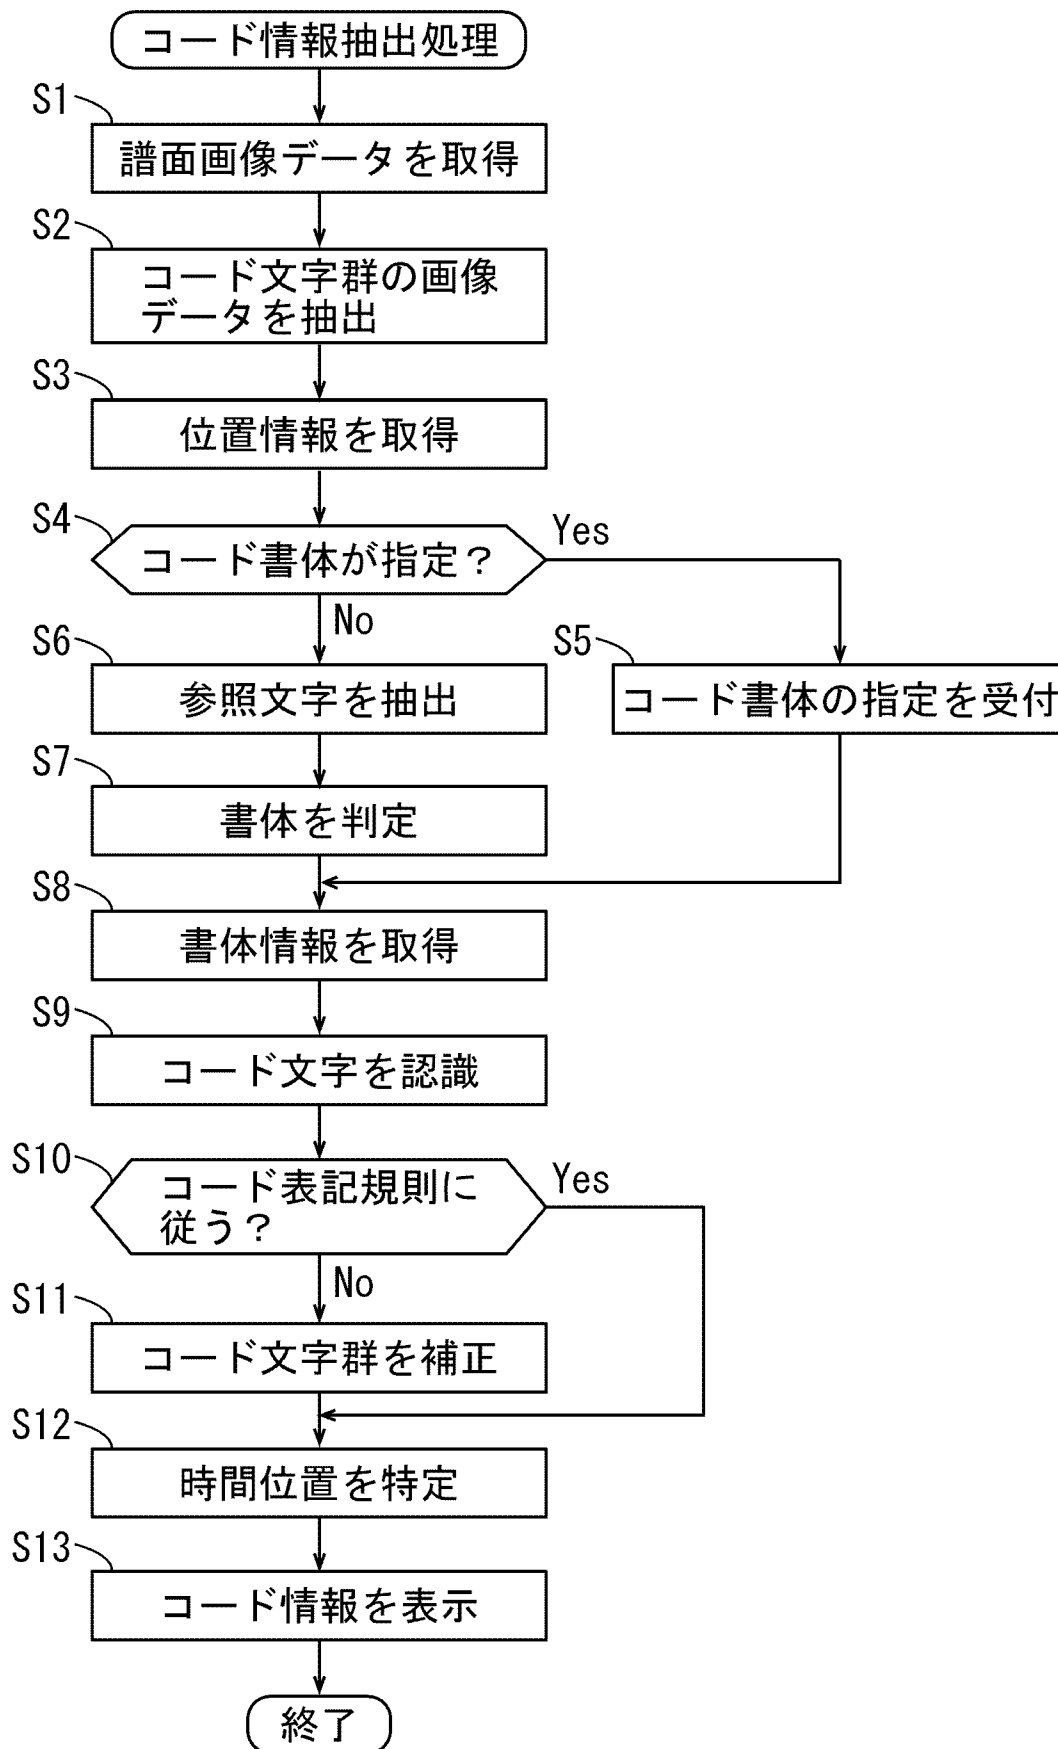 コード情報抽出処理
S1
譜面画像データを取得
S2
コード文字群の画像
データを抽出
S3
位置情報を取得
S4
コード書体が指定？
Yes
No
S6
参照文字を抽出
S5
コード書体の指定を受付
S7
書体を判定
S8
書体情報を取得
S9
コード文字を認識
S10
コード表記規則に
従う？
Yes
No
S11
コード文字群を補正
S12
時間位置を特定
S13
コード情報を表示
終了